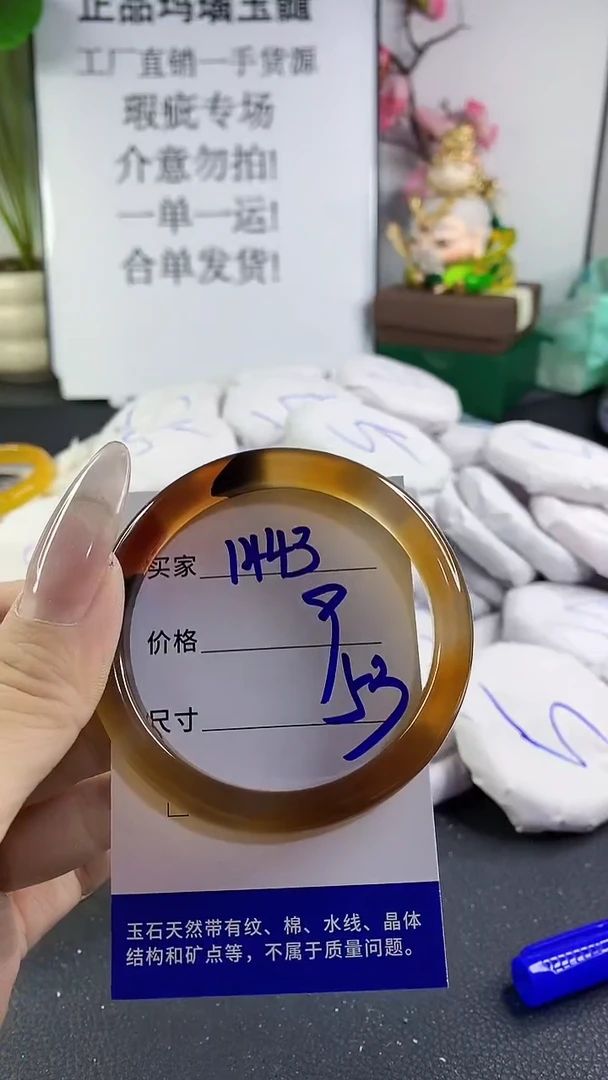 正品玛瑙玉髓
工厂直销一手货源
瑕疵专场
介意勿拍!
一单一运!
合单发货!
买家 1443
价格
尺寸 53
玉石天然带有纹、棉、水线、晶体
结构和矿点等，不属于质量问题。